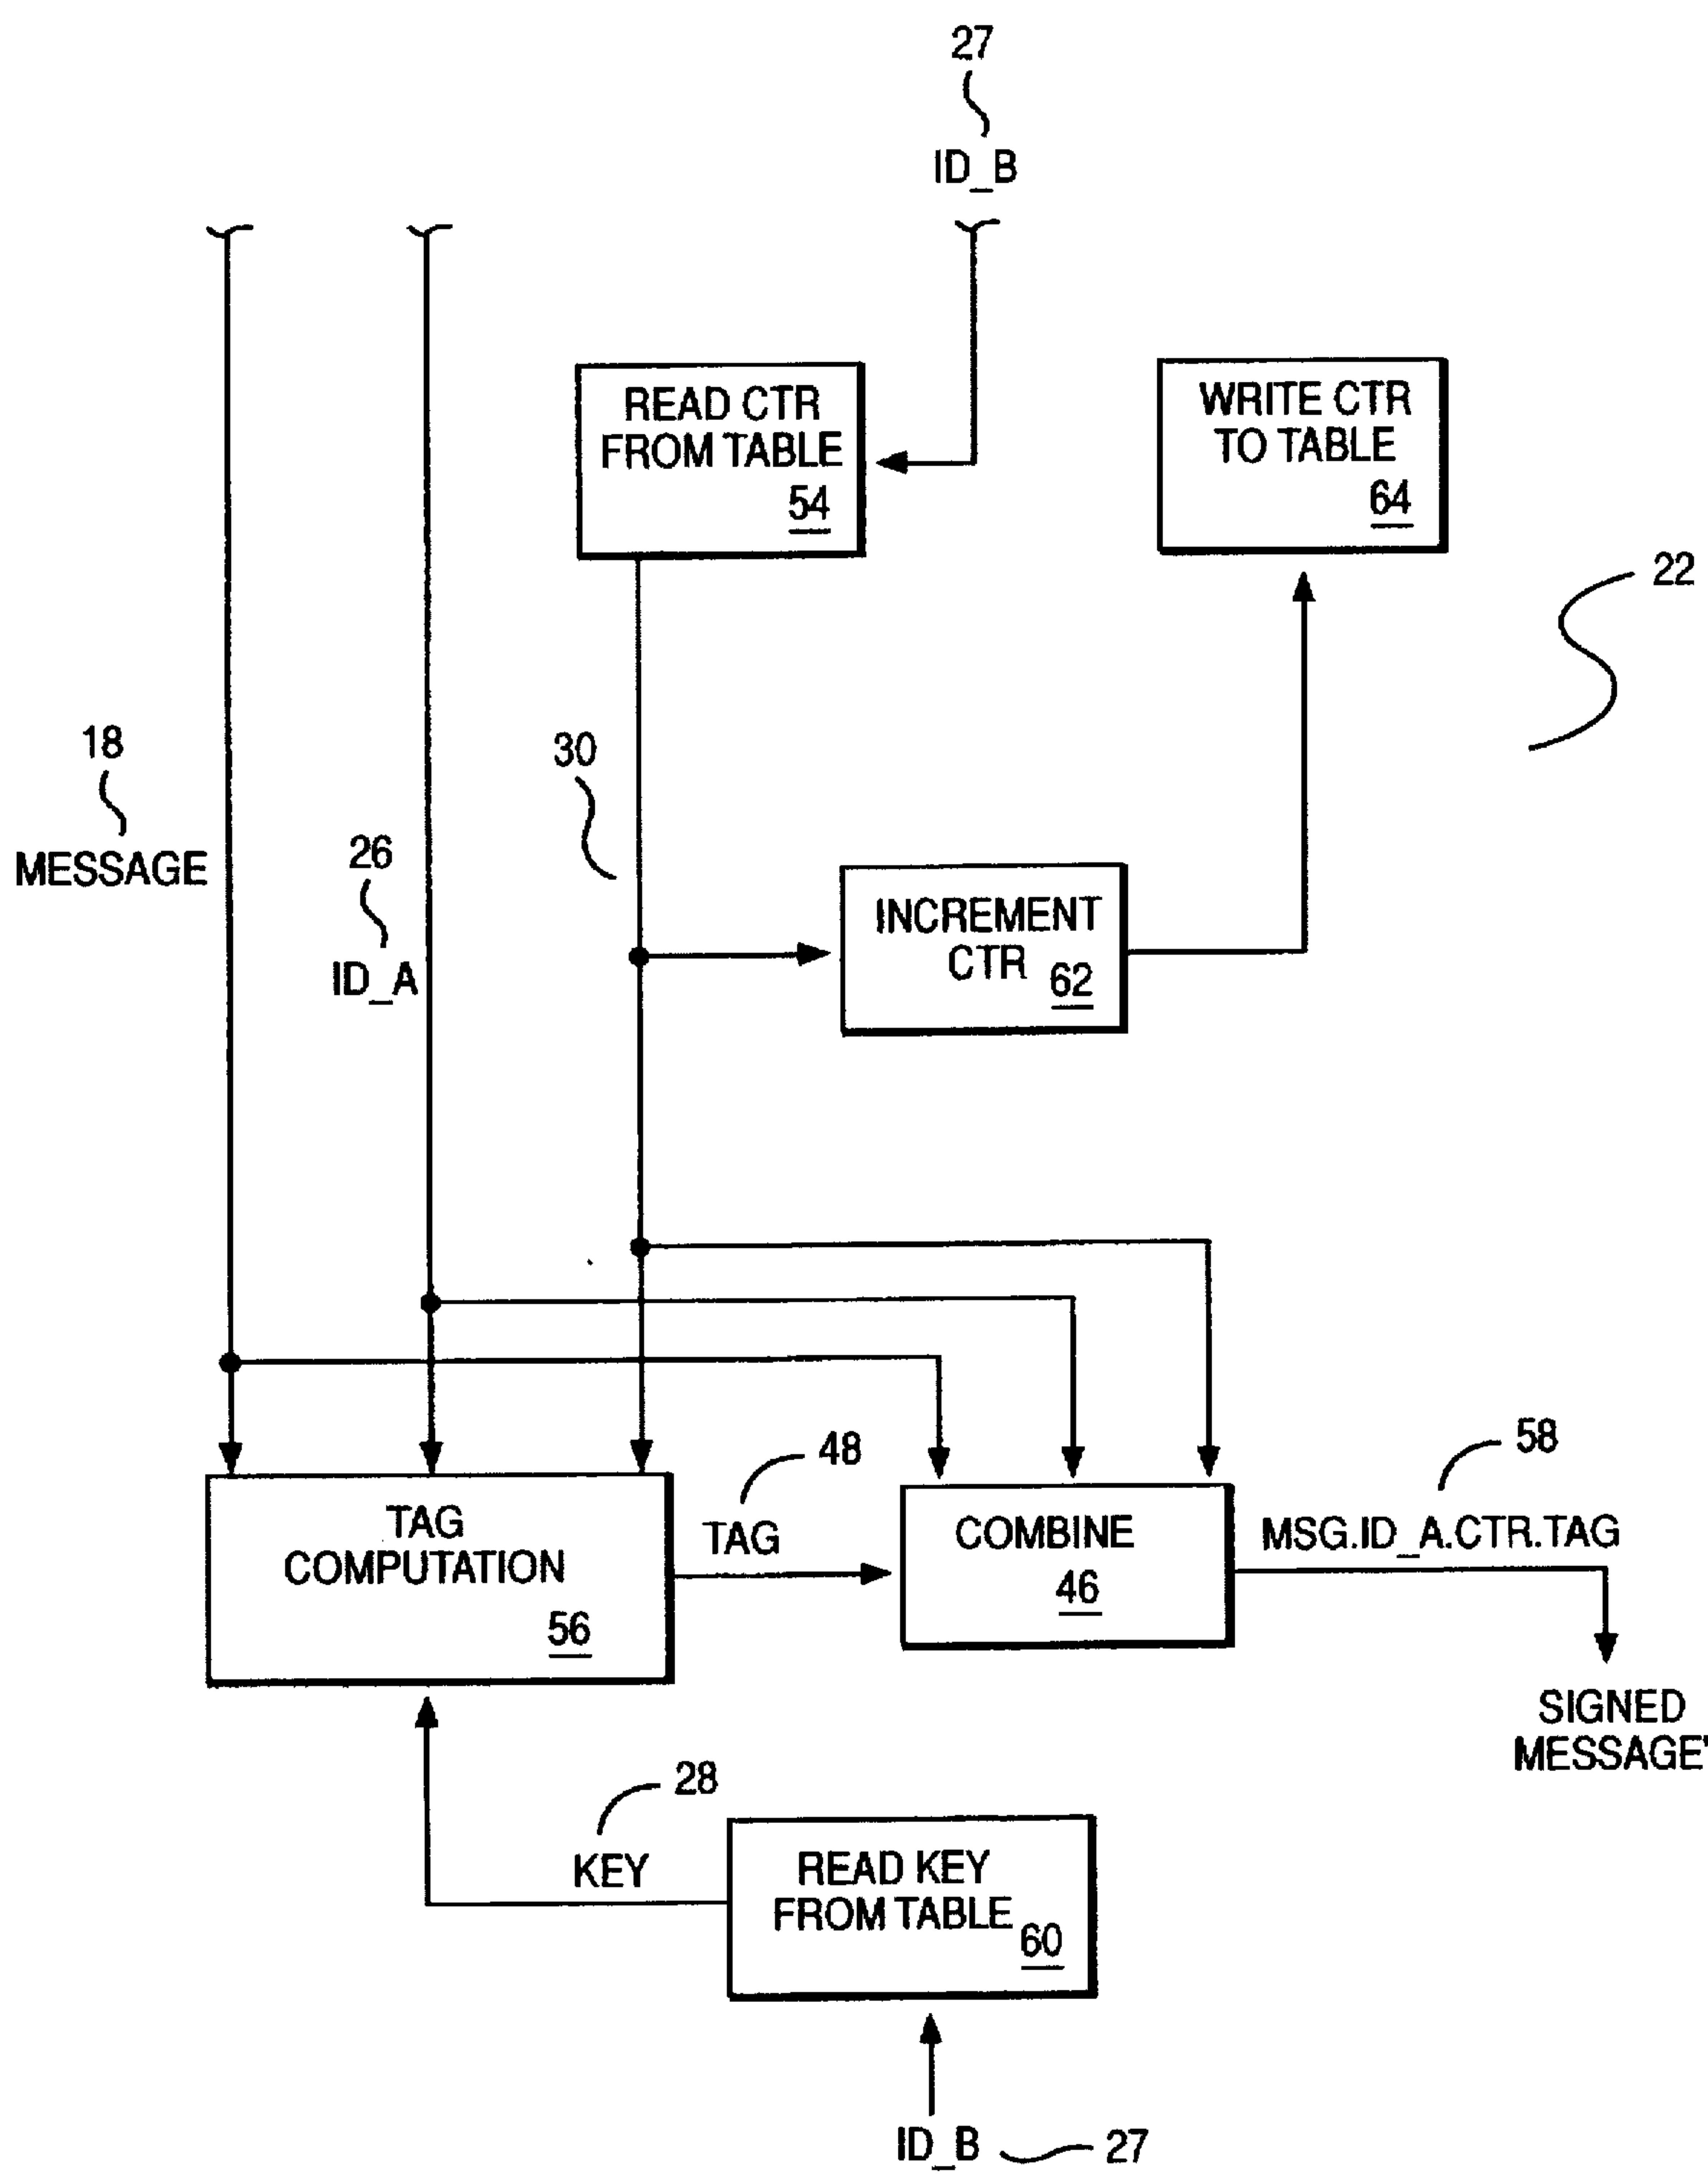 27
ID_B
READ CTR
FROM TABLE
54
WRITE CTR
TO TABLE
64
22
18
MESSAGE
30
26
ID_A
INCREMENT
CTR
62
TAG
COMPUTATION
56
48
TAG
COMBINE
46
58
MSG.ID_A.CTR.TAG
SIGNED
MESSAGE'
28
KEY
READ KEY
FROM TABLE
60
ID_B
27